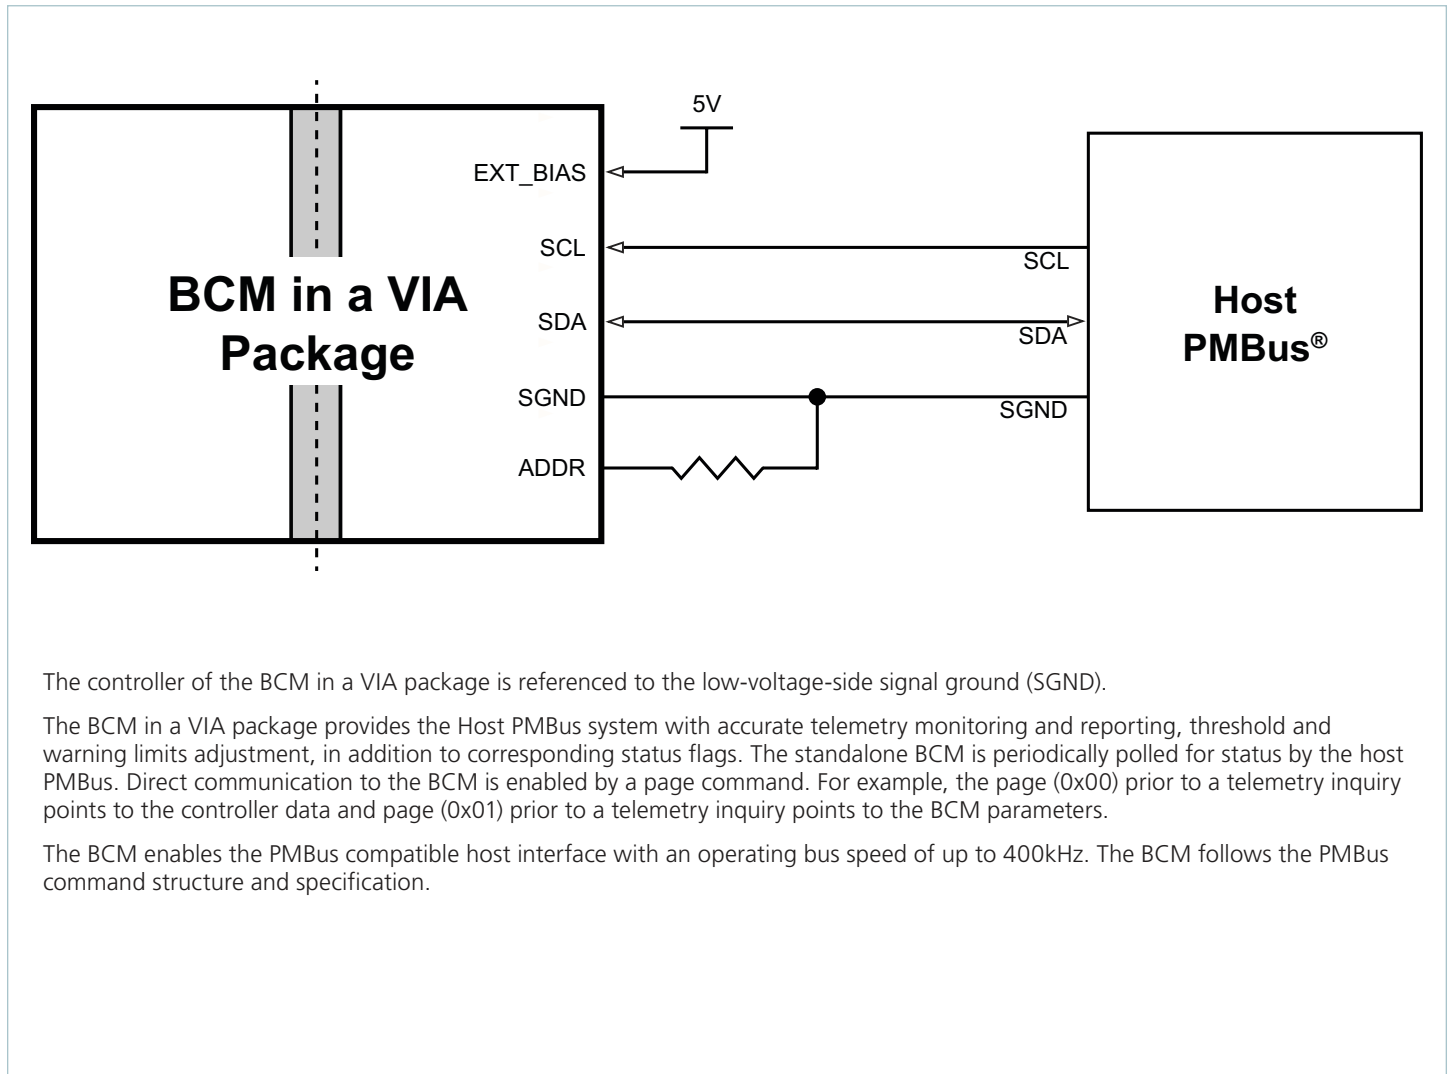 5V
EXT_BIAS
SCL
SCL
BCM in a VIA
Package
Host
PMBus®
SDA
SDA
SGND
SGND
ADDR
The controller of the BCM in a VIA package is referenced to the low-voltage-side signal ground (SGND).
The BCM in a VIA package provides the Host PMBus system with accurate telemetry monitoring and reporting, threshold and
warning limits adjustment, in addition to corresponding status flags. The standalone BCM is periodically polled for status by the host
PMBus. Direct communication to the BCM is enabled by a page command. For example, the page (0x00) prior to a telemetry inquiry
points to the controller data and page (0x01) prior to a telemetry inquiry points to the BCM parameters.
The BCM enables the PMBus compatible host interface with an operating bus speed of up to 400kHz. The BCM follows the PMBus
command structure and specification.